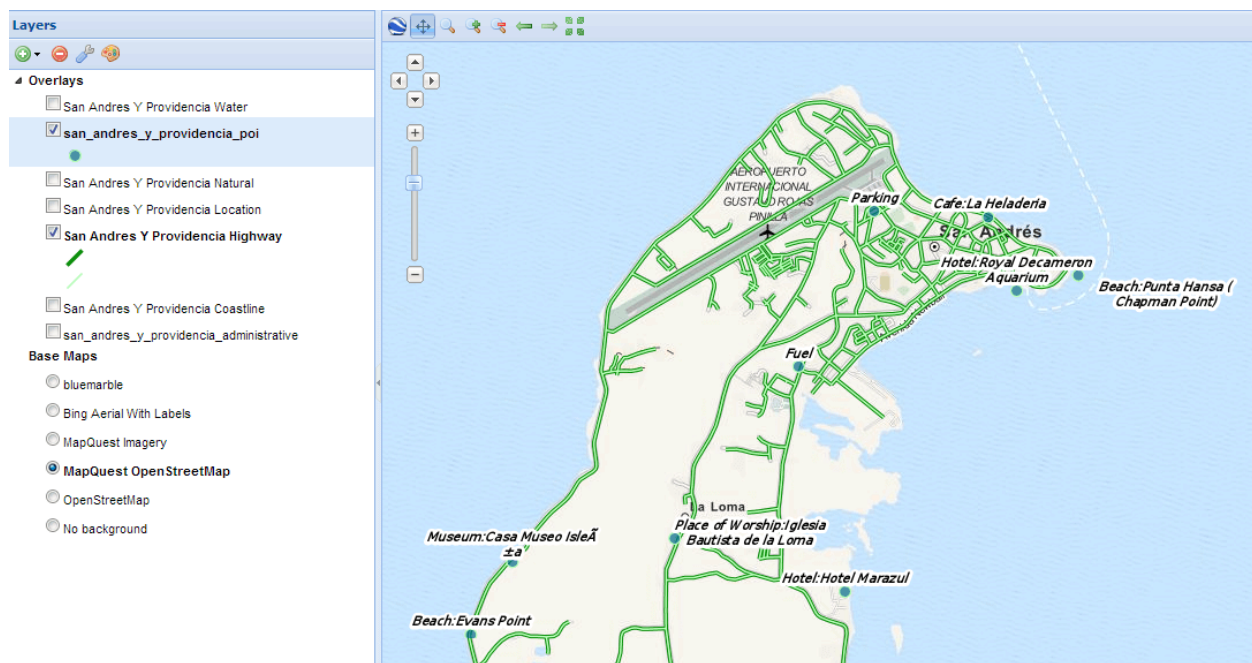 Layers
Overlays
San Andres Y Providencia Water
san_andres_y_providencia_poi
San Andres Y Providencia Natural
San Andres Y Providencia Location
San Andres Y Providencia Highway
San Andres Y Providencia Coastline
san_andres_y_providencia_administrative
Base Maps
bluemarble
Bing Aerial With Labels
MapQuest Imagery
MapQuest OpenStreetMap
OpenStreetMap
No background
AEROPUERTO
INTERNACIONAL
GUSTAVO ROJAS
PINILLA
Parking
Cafe:La Heladeria
San Andrés
Hotel:Royal Decameron
Aquarium
Beach:Punta Hansa (
Chapman Point)
Fuel
La Loma
Place of Worship:Iglesia
Bautista de la Loma
Museum:Casa Museo IsleÃ
±a
Hotel:Hotel Marazul
Beach:Evans Point